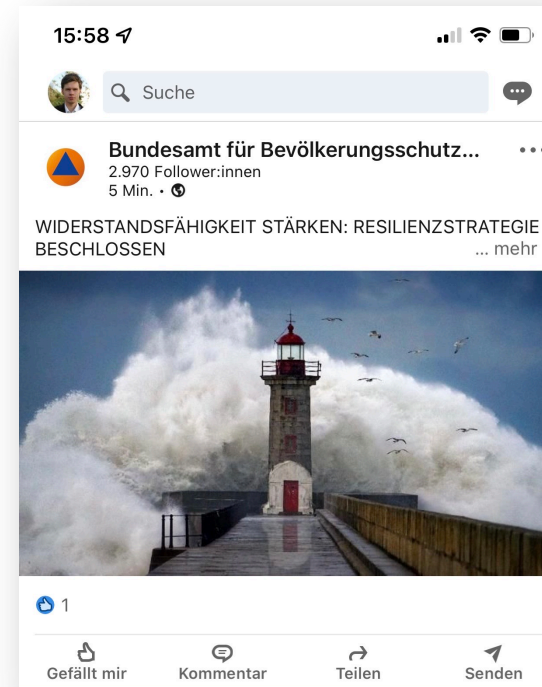 15:58
Suche
Bundesamt für Bevölkerungsschutz...
2.970 Follower:innen
5 Min. •
WIDERSTANDSFÄHIGKEIT STÄRKEN: RESILIENZSTRATEGIE
BESCHLOSSEN
... mehr
1
Gefällt mir
Kommentar
Teilen
Senden